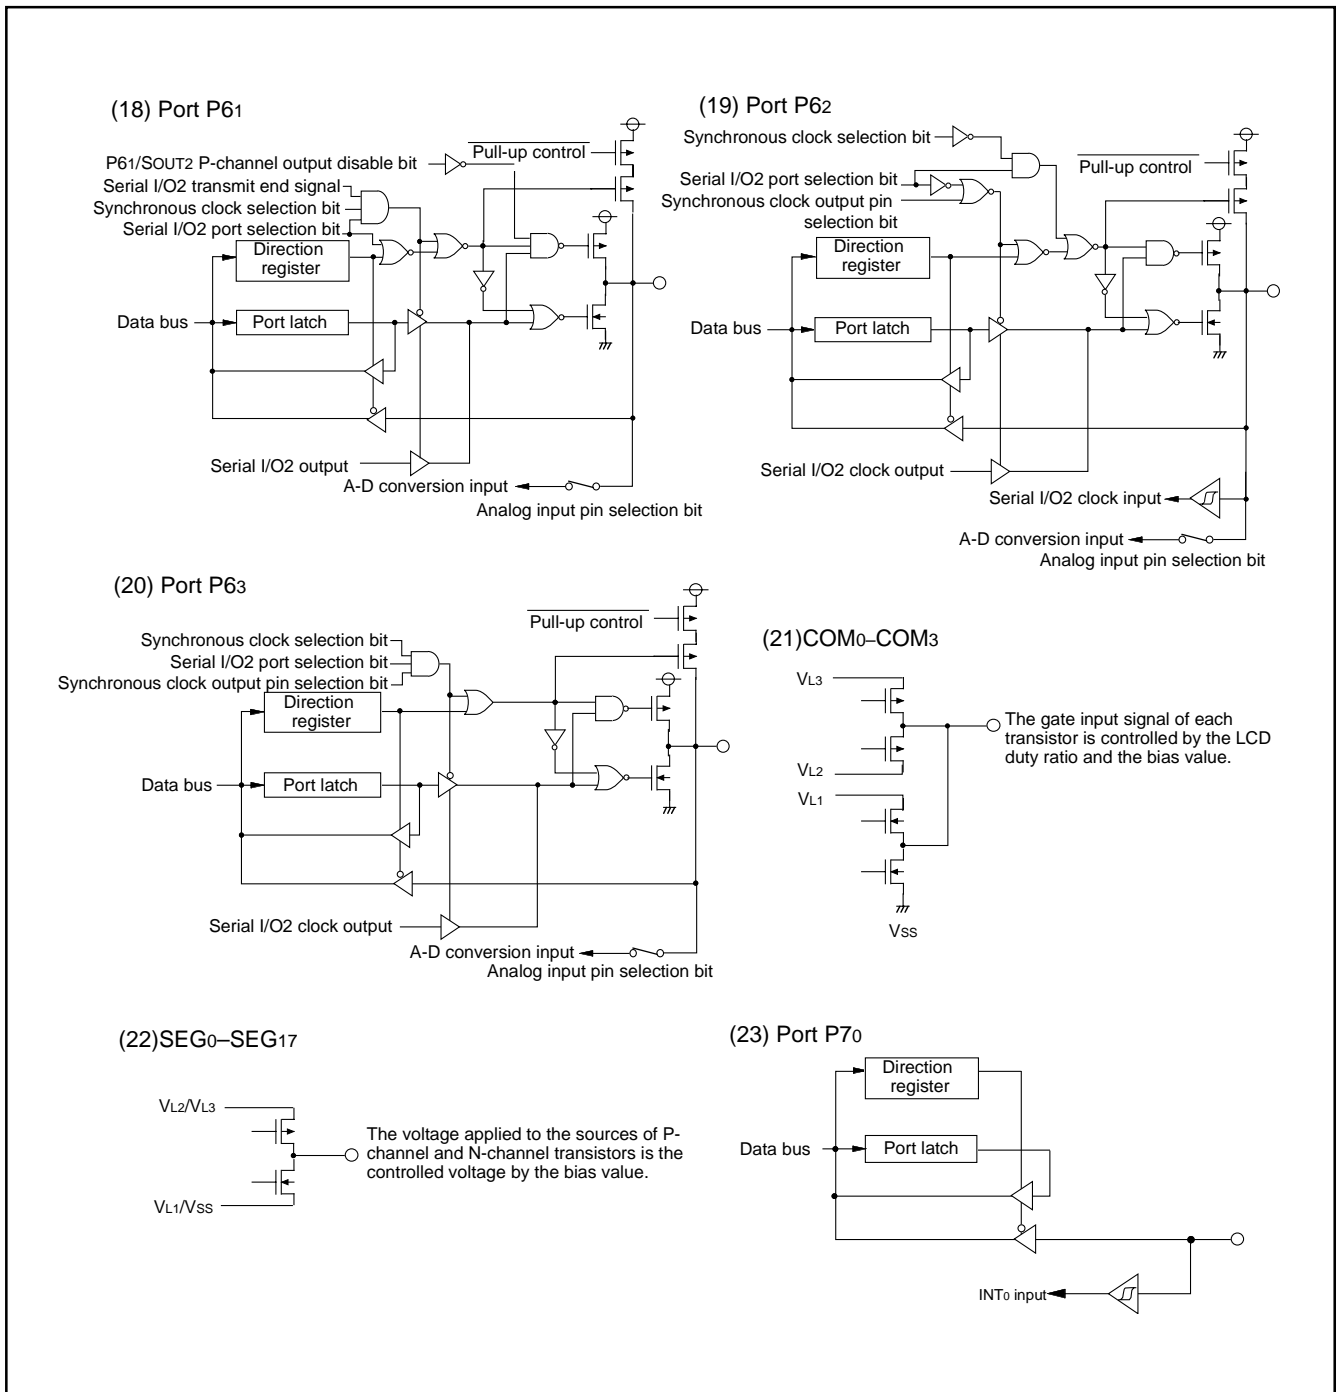 (18) Port P61
Pull-up control
P61/SOUT2 P-channel output disable bit
Serial I/O2 transmit end signal
Synchronous clock selection bit
Serial I/O2 port selection bit
Direction
register
Data bus
Port latch
Serial I/O2 output
A-D conversion input
Analog input pin selection bit
(19) Port P62
Synchronous clock selection bit
Pull-up control
Serial I/O2 port selection bit
Synchronous clock output pin
selection bit
Direction
register
Data bus
Port latch
Serial I/O2 clock output
Serial I/O2 clock input
A-D conversion input
Analog input pin selection bit
(20) Port P63
Pull-up control
Synchronous clock selection bit
Serial I/O2 port selection bit
Synchronous clock output pin selection bit
Direction
register
Data bus
Port latch
Serial I/O2 clock output
A-D conversion input
Analog input pin selection bit
(21)COM0–COM3
VL3
VL2
VL1
VSS
The gate input signal of each
transistor is controlled by the LCD
duty ratio and the bias value.
(22)SEG0–SEG17
VL2/VL3
VL1/VSS
The voltage applied to the sources of P-
channel and N-channel transistors is the
controlled voltage by the bias value.
(23) Port P70
Direction
register
Data bus
Port latch
INT0 input